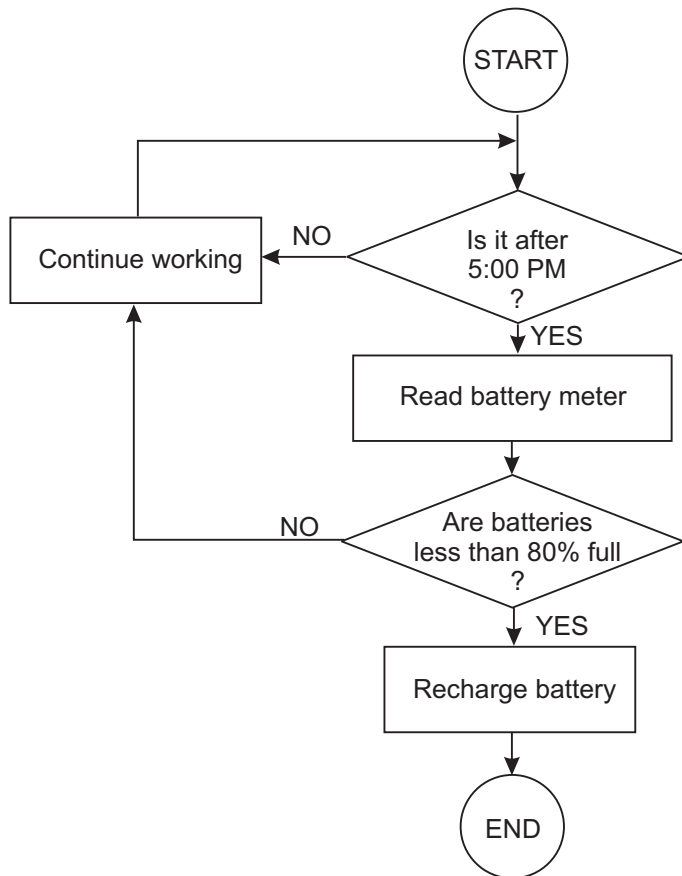 START
NO
Continue working
Is it after
5:00 PM
?
YES
Read battery meter
NO
Are batteries
less than 80% full
?
YES
Recharge battery
END